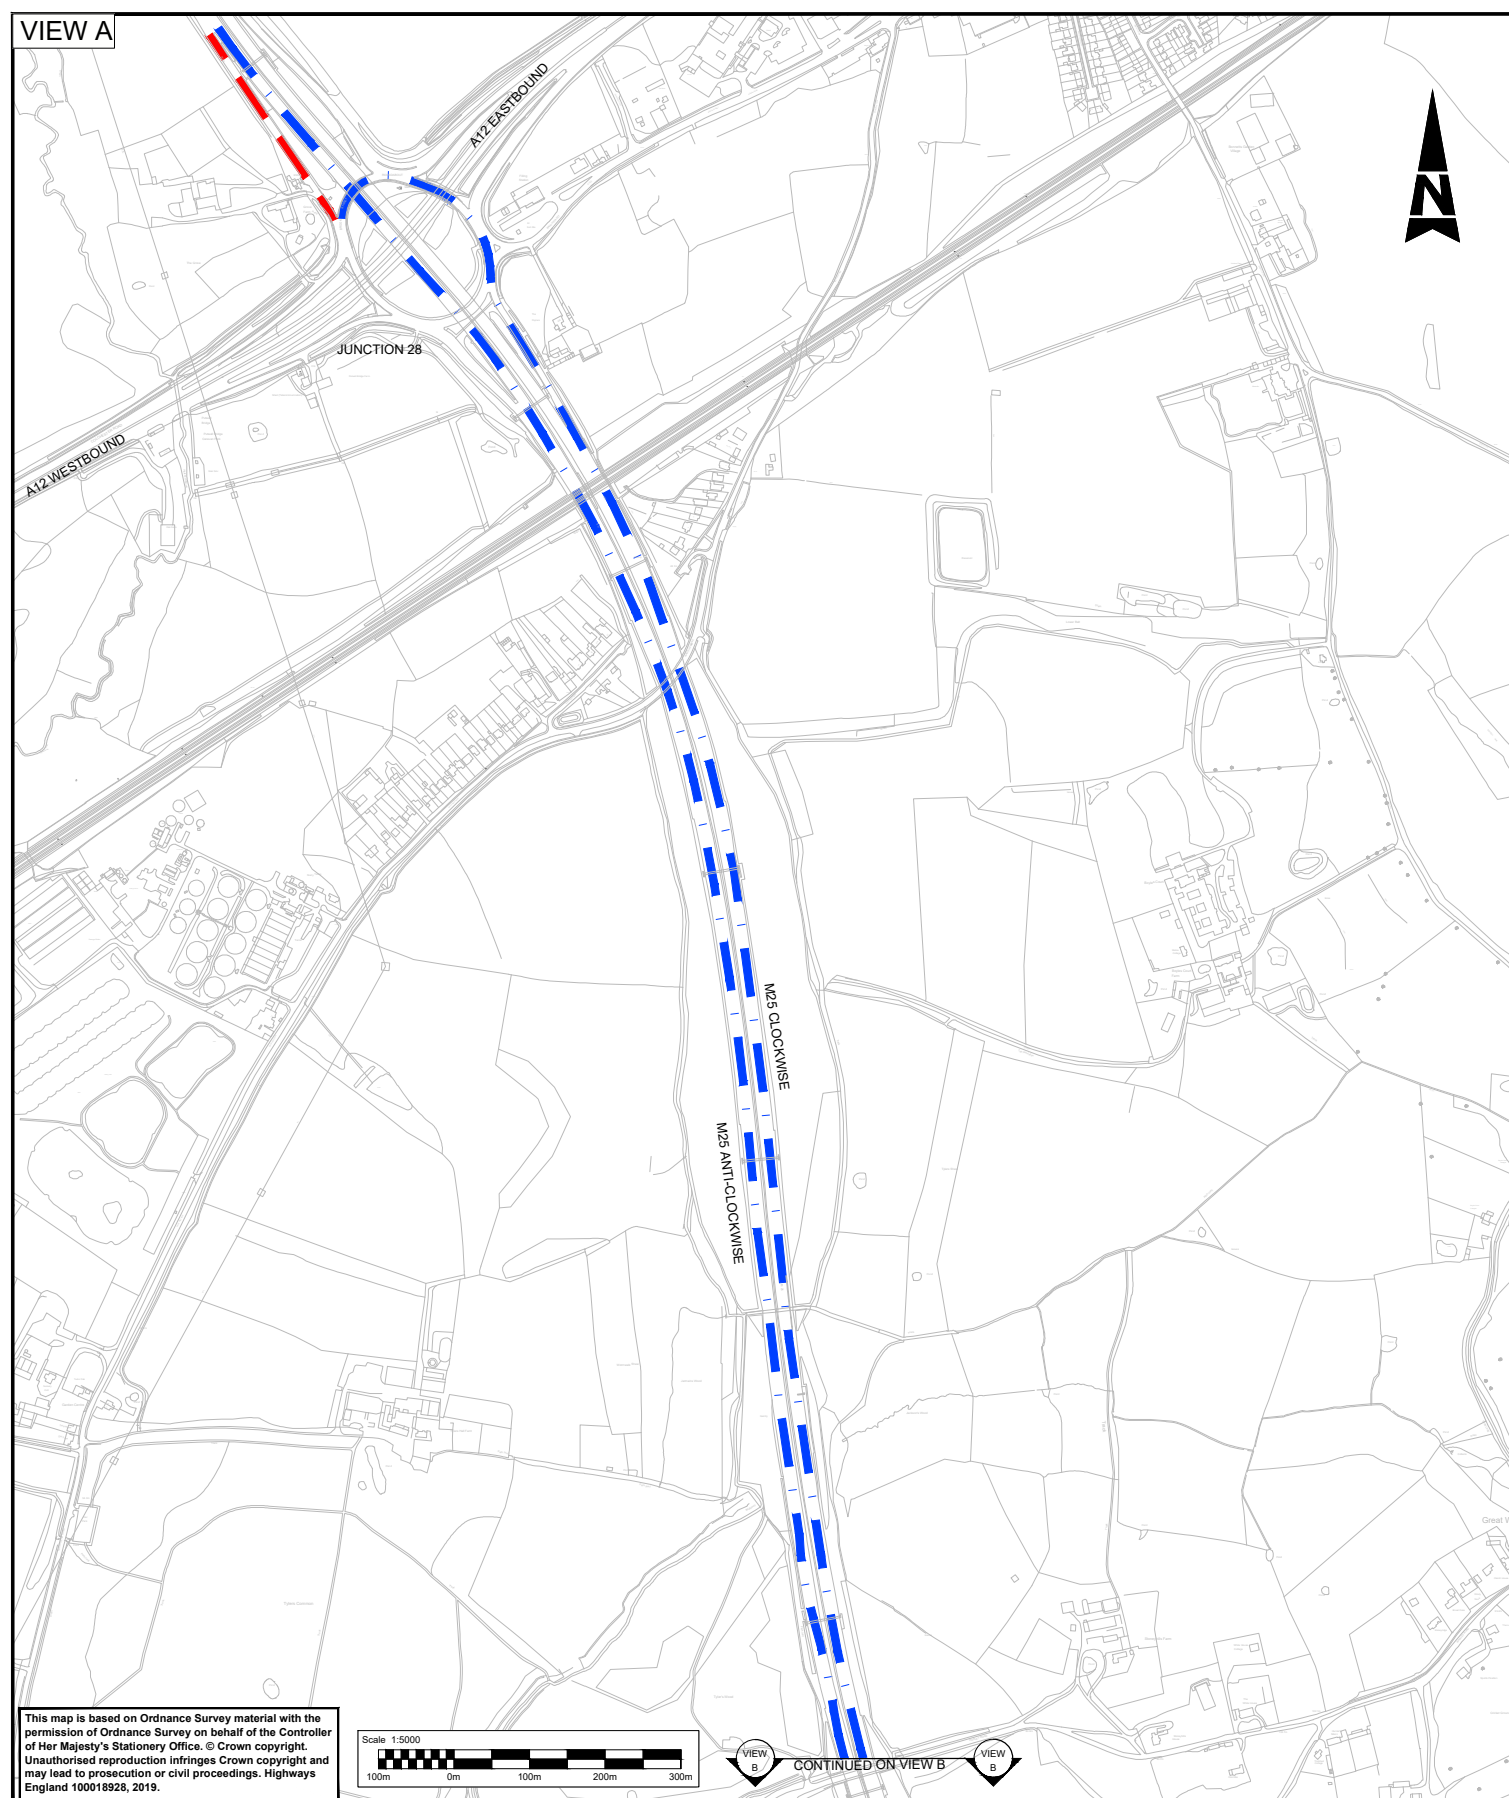 VIEW A
A12 EASTBOUND
N
JUNCTION 28
A12 WESTBOUND
M25 CLOCKWISE
M25 ANTI-CLOCKWISE
Great W
This map is based on Ordnance Survey material with the
permission of Ordnance Survey on behalf of the Controller
of Her Majesty's Stationery Office. © Crown copyright.
Unauthorised reproduction infringes Crown copyright and
may lead to prosecution or civil proceedings. Highways
England 100018928, 2019.
Scale 1:5000
100m 0m 100m 200m 300m
VIEW
B
CONTINUED ON VIEW B
VIEW
B